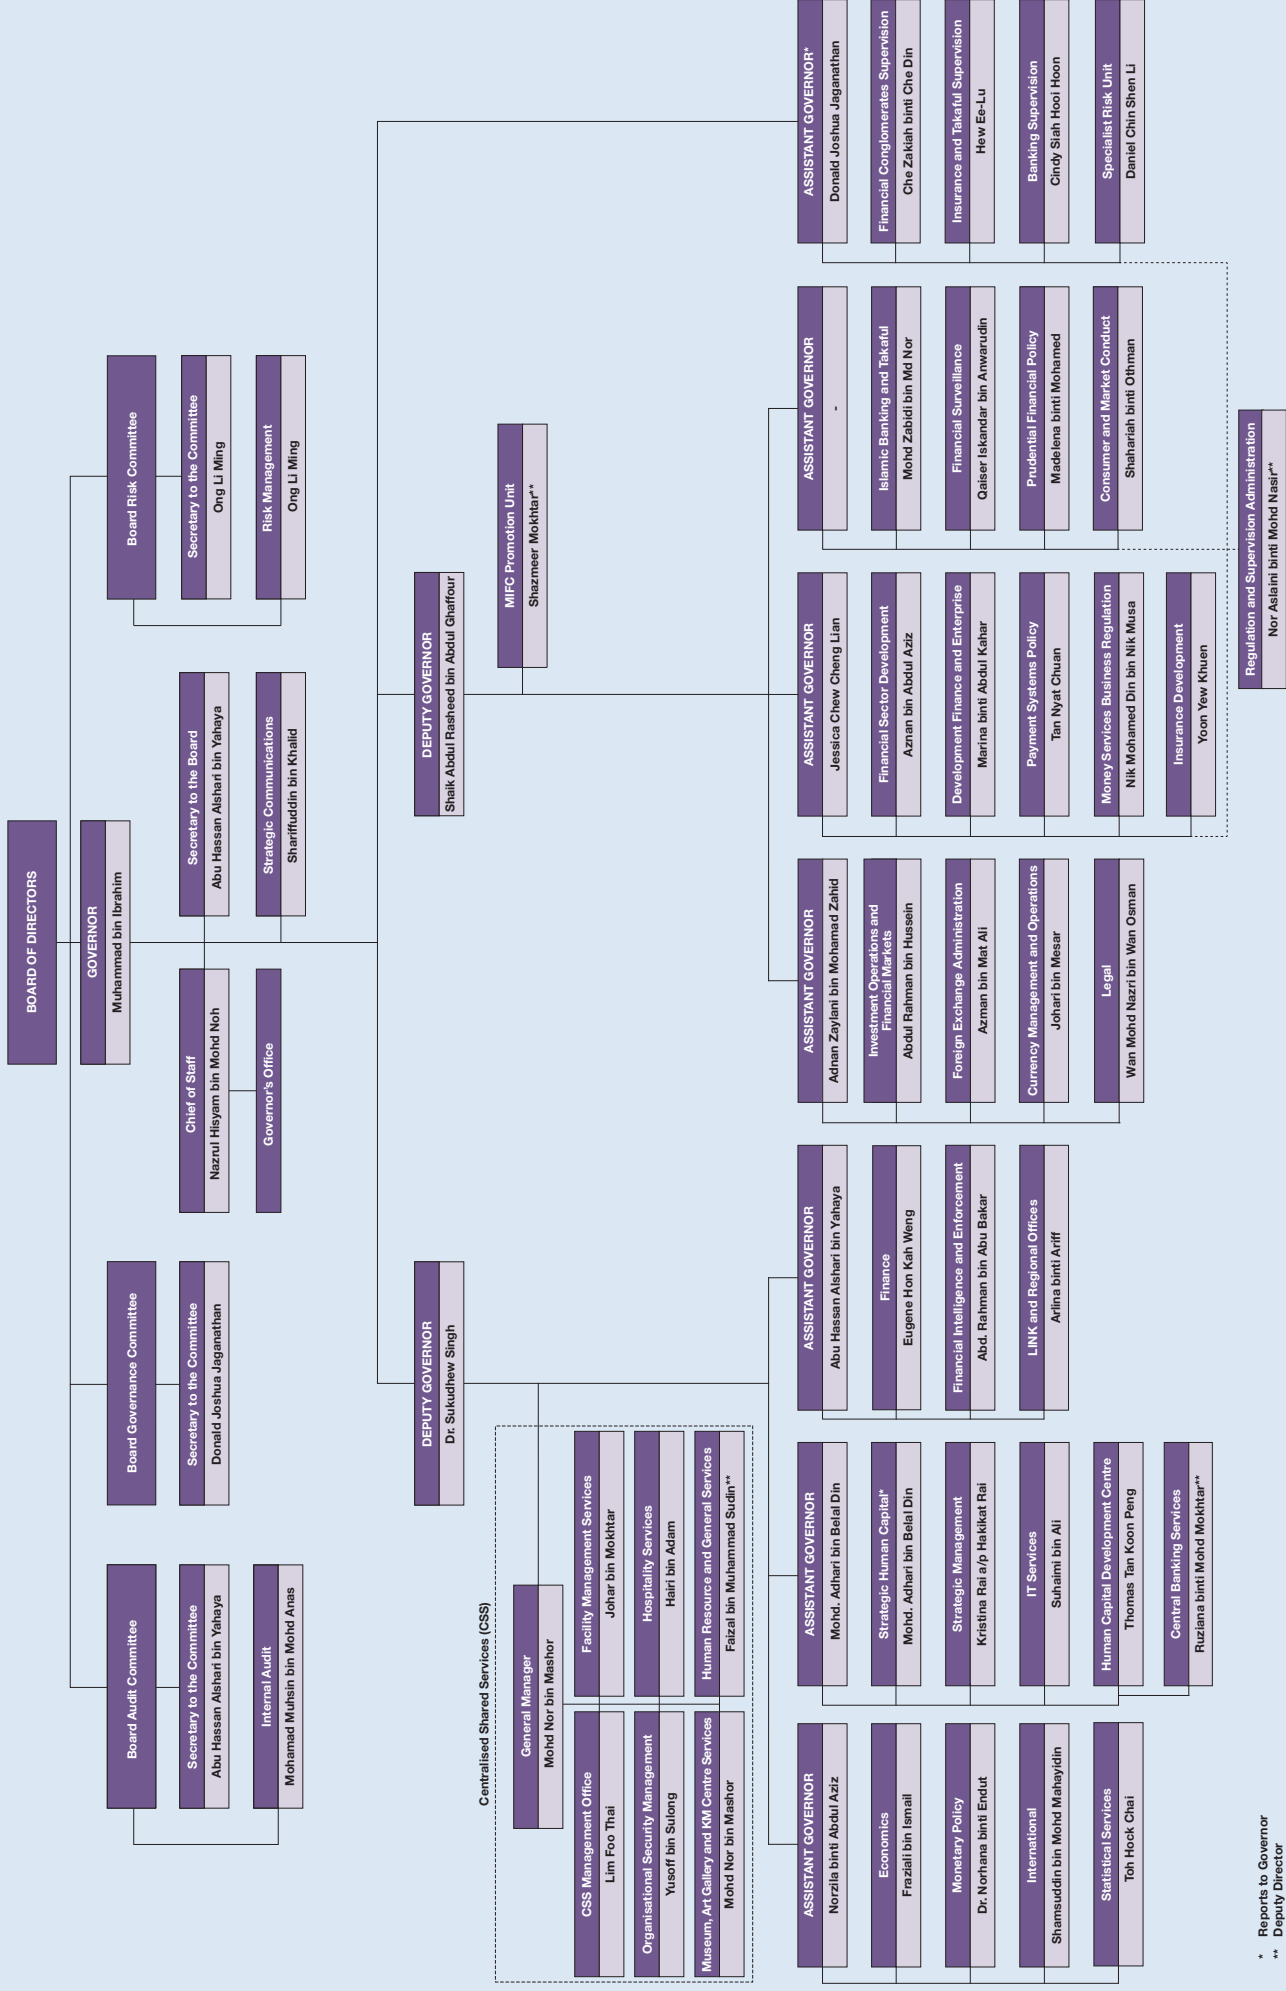 BOARD OF DIRECTORS
GOVERNOR
Muhammad bin Ibrahim
Board Audit Committee
Secretary to the Committee
Abu Hassan Alshari bin Yahaya
Internal Audit
Mohamad Muhsin bin Mohd Anas
Board Governance Committee
Secretary to the Committee
Donald Joshua Jaganathan
Chief of Staff
Nazrul Hisyam bin Mohd Noh
Governor's Office
Secretary to the Board
Abu Hassan Alshari bin Yahaya
Strategic Communications
Shariffuddin bin Khalid
Board Risk Committee
Secretary to the Committee
Ong Li Ming
Risk Management
Ong Li Ming
DEPUTY GOVERNOR
Dr. Sukudhew Singh
DEPUTY GOVERNOR
Shaik Abdul Rasheed bin Abdul Ghaffour
MIFC Promotion Unit
Shazmeer Mokhtar**
Centralised Shared Services (CSS)
General Manager
Mohd Nor bin Mashor
CSS Management Office
Lim Foo Thai
Facility Management Services
Johar bin Mokhtar
Organisational Security Management
Yusoff bin Sulong
Hospitality Services
Hairi bin Adam
Museum, Art Gallery and KM Centre Services
Mohd Nor bin Mashor
Human Resource and General Services
Faizal bin Muhammad Sudin**
ASSISTANT GOVERNOR
Norzila binti Abdul Aziz
Economics
Fraziali bin Ismail
Monetary Policy
Dr. Norhana binti Endut
International
Shamsuddin bin Mohd Mahayidin
Statistical Services
Toh Hock Chai
ASSISTANT GOVERNOR
Mohd. Adhari bin Belal Din
Strategic Human Capital*
Mohd. Adhari bin Belal Din
Strategic Management
Kristina Rai a/p Hakikat Rai
IT Services
Suhaimi bin Ali
Human Capital Development Centre
Thomas Tan Koon Peng
Central Banking Services
Ruziana binti Mohd Mokhtar**
ASSISTANT GOVERNOR
Abu Hassan Alshari bin Yahaya
Finance
Eugene Hon Kah Weng
Financial Intelligence and Enforcement
Abd. Rahman bin Abu Bakar
LINK and Regional Offices
Arlina binti Ariff
ASSISTANT GOVERNOR
Adnan Zaylani bin Mohamad Zahid
Investment Operations and
Financial Markets
Abdul Rahman bin Hussein
Foreign Exchange Administration
Azman bin Mat Ali
Currency Management and Operations
Johari bin Mesar
Legal
Wan Mohd Nazri bin Wan Osman
ASSISTANT GOVERNOR
Jessica Chew Cheng Lian
Financial Sector Development
Aznan bin Abdul Aziz
Development Finance and Enterprise
Marina binti Abdul Kahar
Payment Systems Policy
Tan Nyat Chuan
Money Services Business Regulation
Nik Mohamed Din bin Nik Musa
Insurance Development
Yoon Yew Khuen
ASSISTANT GOVERNOR
-
Islamic Banking and Takaful
Mohd Zabidi bin Md Nor
Financial Surveillance
Qaiser Iskandar bin Anwarudin
Prudential Financial Policy
Madelena binti Mohamed
Consumer and Market Conduct
Shahariah binti Othman
ASSISTANT GOVERNOR*
Donald Joshua Jaganathan
Financial Conglomerates Supervision
Che Zakiah binti Che Din
Insurance and Takaful Supervision
Hew Ee-Lu
Banking Supervision
Cindy Siah Hooi Hoon
Specialist Risk Unit
Daniel Chin Shen Li
Regulation and Supervision Administration
Nor Aslaini binti Mohd Nasir**
* Reports to Governor
** Deputy Director